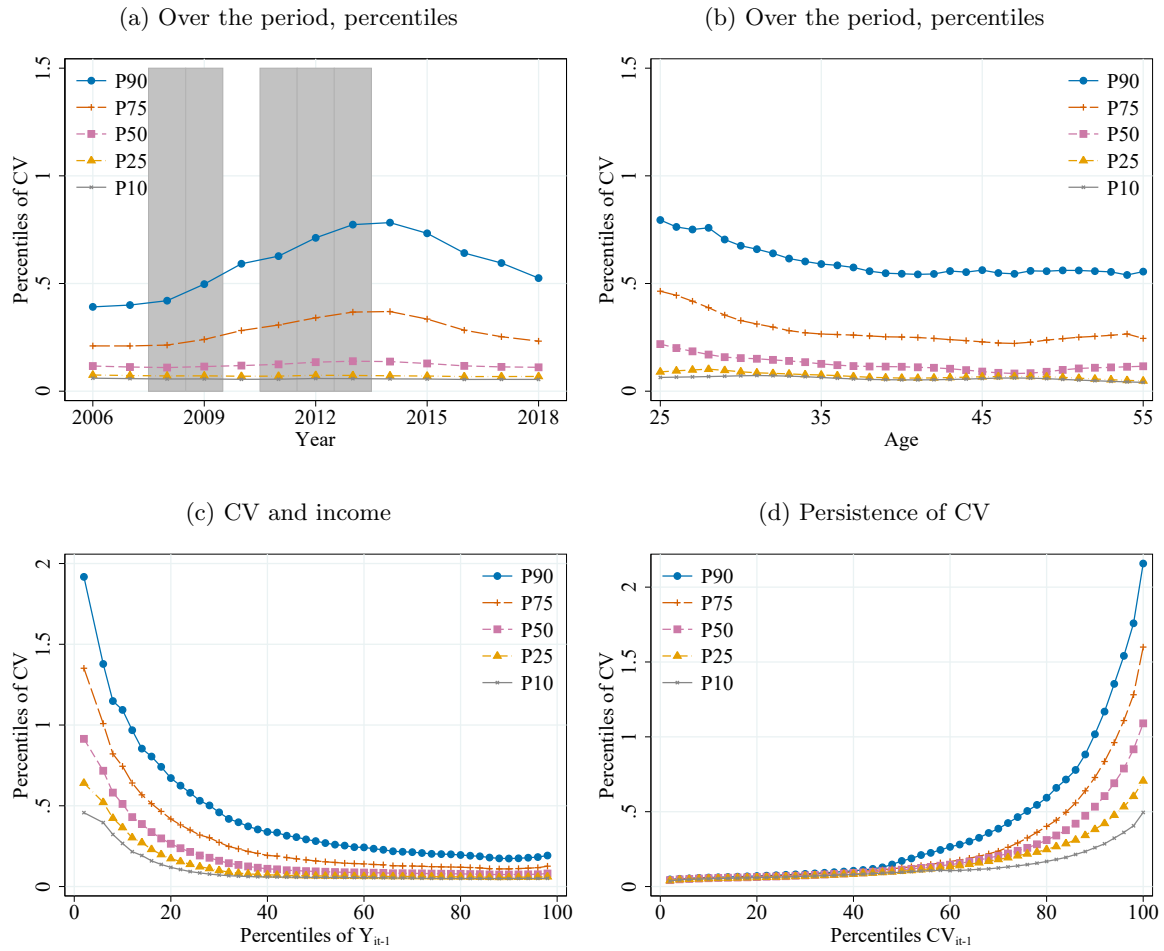 (a) Over the period, percentiles
Percentiles of CV
0 .5 1 1.5
P90
P75
P50
P25
P10
2006 2009 2012 2015 2018
Year
(b) Over the period, percentiles
Percentiles of CV
0 .5 1 1.5
P90
P75
P50
P25
P10
25 35 45 55
Age
(c) CV and income
Percentiles of CV
0 .5 1 1.5 2
P90
P75
P50
P25
P10
0 20 40 60 80 100
Percentiles of Y_{it-1}
(d) Persistence of CV
Percentiles of CV
0 .5 1 1.5 2
P90
P75
P50
P25
P10
0 20 40 60 80 100
Percentiles CV_{it-1}